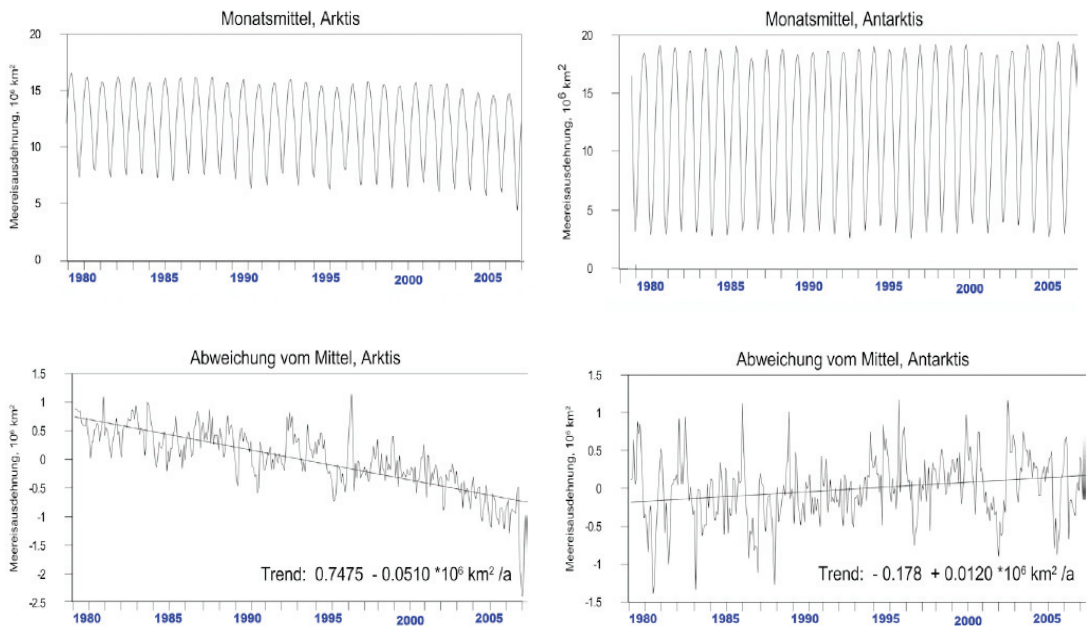 Monatsmittel, Arktis
Meereisausdehnung, 10⁶ km²
20
15
10
5
0
1980 1985 1990 1995 2000 2005
Monatsmittel, Antarktis
Meereisausdehnung, 10⁶ km²
20
15
10
5
0
1980 1985 1990 1995 2000 2005
Abweichung vom Mittel, Arktis
Meereisausdehnung, 10⁶ km²
1.5
1
0.5
0
-0.5
-1
-1.5
-2
-2.5
Trend: 0.7475 - 0.0510 *10⁶ km² /a
1980 1985 1990 1995 2000 2005
Abweichung vom Mittel, Antarktis
Meereisausdehnung, 10⁶ km²
1.5
1
0.5
0
-0.5
-1
-1.5
Trend: - 0.178 + 0.0120 *10⁶ km² /a
1980 1985 1990 1995 2000 2005